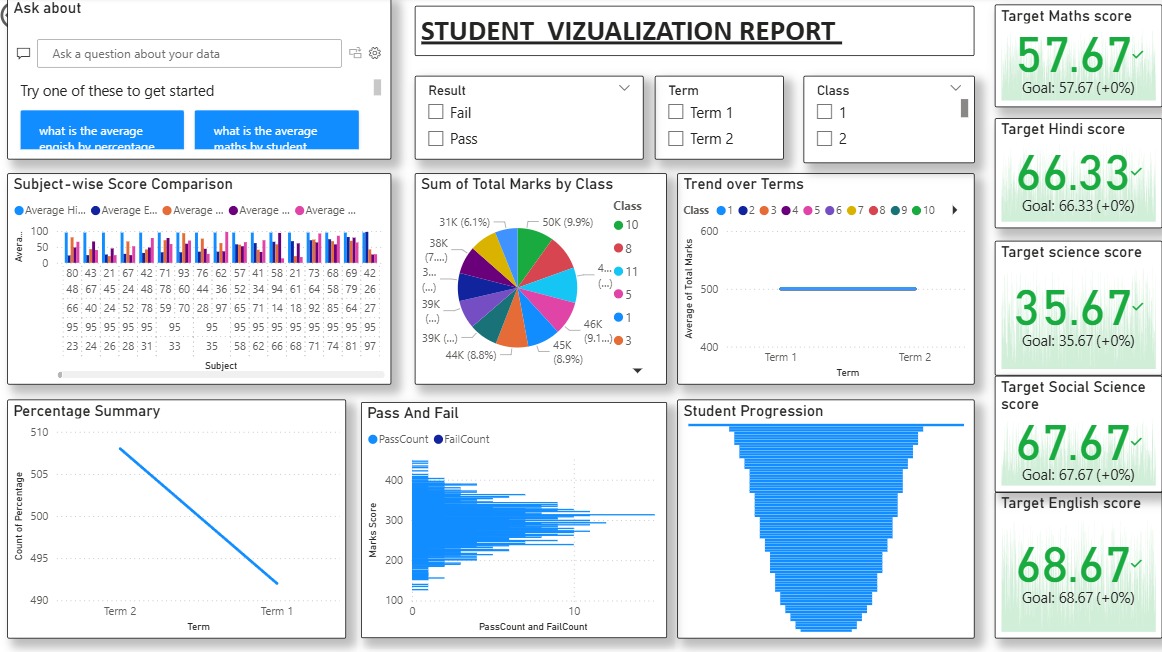 Ask about
Ask a question about your data
Try one of these to get started
what is the average engish by percentage
what is the average maths by student
STUDENT VIZUALIZATION REPORT
Result
Fail
Pass
Term
Term 1
Term 2
Class
1
2
Target Maths score
57.67
Goal: 57.67 (+0%)
Target Hindi score
66.33
Goal: 66.33 (+0%)
Target science score
35.67
Goal: 35.67 (+0%)
Target Social Science
score
67.67
Goal: 67.67 (+0%)
Target English score
68.67
Goal: 68.67 (+0%)
Subject-wise Score Comparison
Average Hi... Average E... Average ... Average ... Average ...
Avera...
100
50
0
80 43 21 67 42 71 93 76 62 57 41 58 21 73 68 69 42
48 67 45 24 48 78 60 44 36 52 34 94 61 64 58 79 26
66 40 24 52 78 59 70 28 97 65 71 14 18 92 85 64 27
95 95 95 95 95 95 95 95 95 95 95 95 95 95 95
23 24 26 28 31 33 35 58 62 66 68 71 74 81 97
Subject
Sum of Total Marks by Class
31K (6.1%)
50K (9.9%)
38K
(7....)
3...
(...)
39K
(...)
39K (...)
44K (8.8%)
45K
(8.9%)
46K
(9.1...)
4...
(...)
Class
10
8
11
5
1
3
Trend over Terms
Class 1 2 3 4 5 6 7 8 9 10
Average of Total Marks
600
500
400
Term 1 Term 2
Term
Percentage Summary
Count of Percentage
510
505
500
495
490
Term 2 Term 1
Term
Pass And Fail
PassCount FailCount
Marks Score
400
300
200
100
0 10
PassCount and FailCount
Student Progression